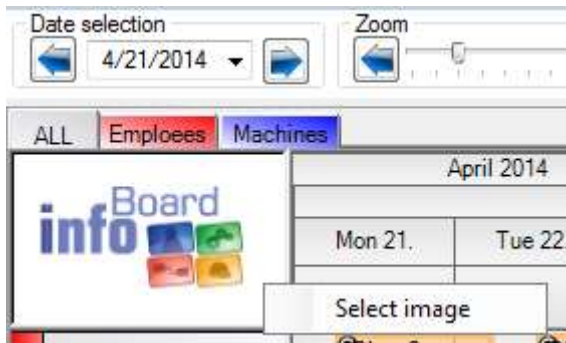 Date selection
Zoom
4/21/2014
ALL
Emploees
Machines
April 2014
Board
info
Mon 21.
Tue 22
Select image